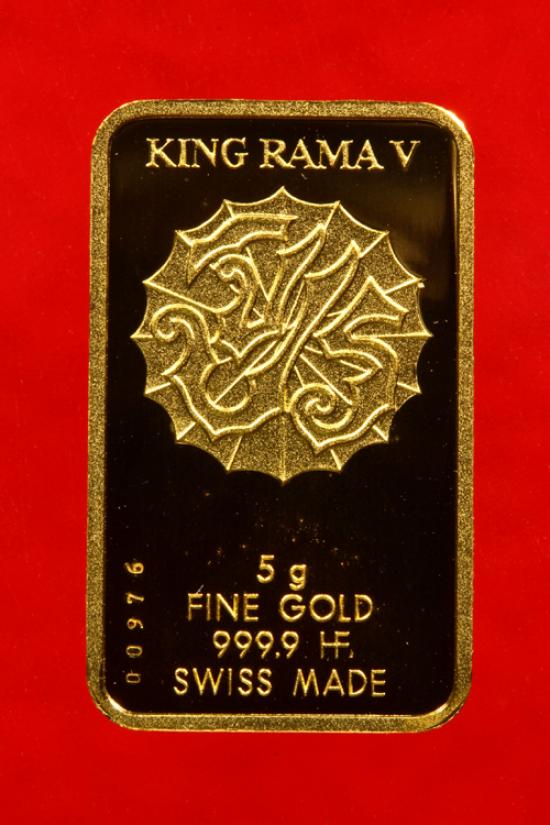 KING RAMA V
5 g
FINE GOLD
999.9 HF.
SWISS MADE
00976